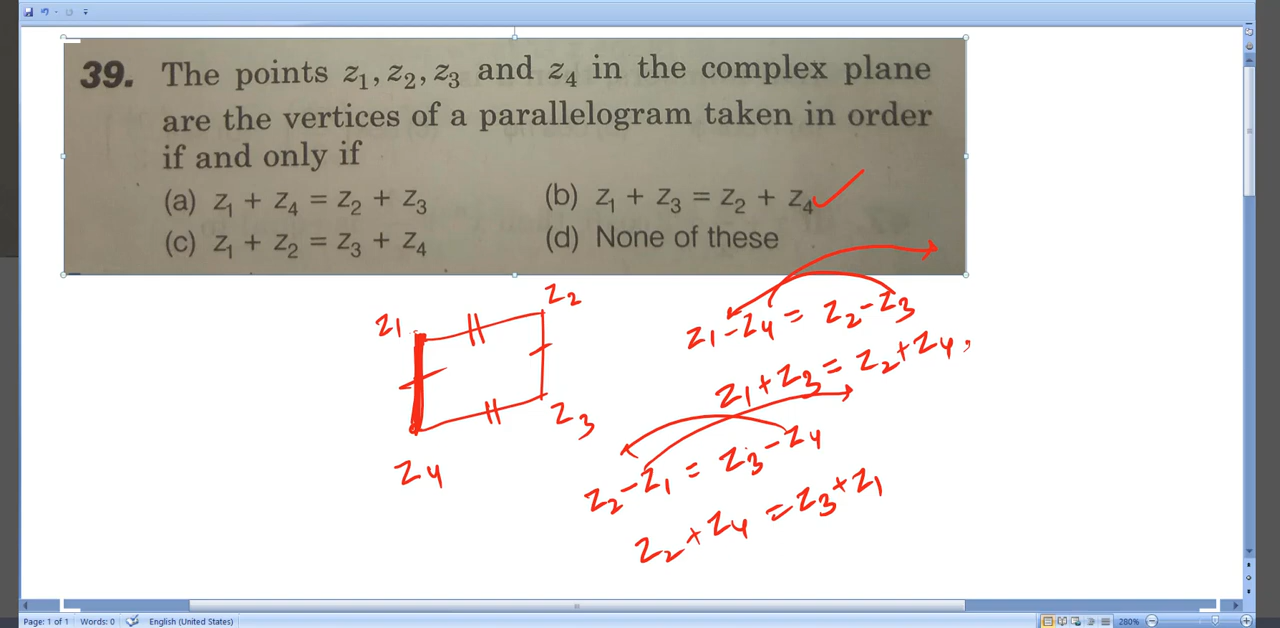 39. The points z₁, z₂, z₃ and z₄ in the complex plane
are the vertices of a parallelogram taken in order
if and only if
(a) z₁ + z₄ = z₂ + z₃ (b) z₁ + z₃ = z₂ + z₄
(c) z₁ + z₂ = z₃ + z₄ (d) None of these
z₁ z₂
z₄ z₃
z₁ - z₄ = z₂ - z₃
z₁ + z₃ = z₂ + z₄,
z₂ - z₁ = z₃ - z₄
z₂ + z₄ = z₃ + z₁
Page: 1 of 1 Words: 0 English (United States) 280%